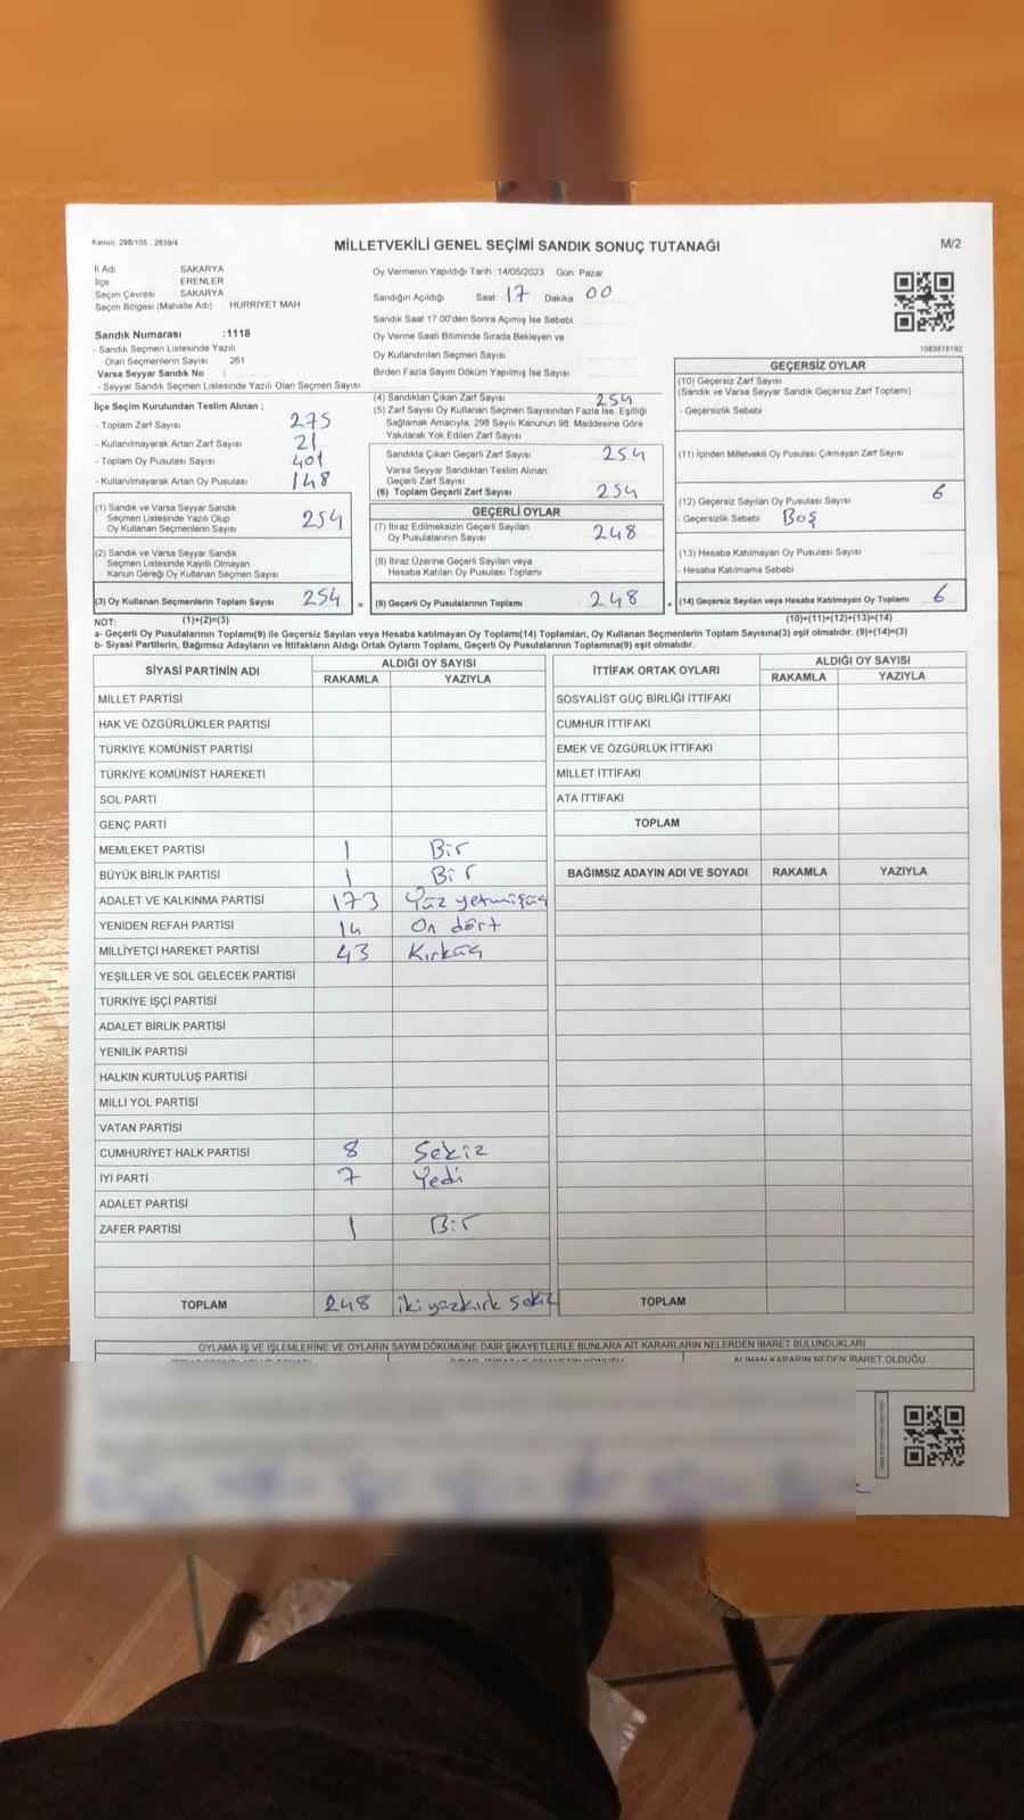 Kanun: 298/105 , 2839/4
MİLLETVEKİLİ GENEL SEÇİMİ SANDIK SONUÇ TUTANAĞI
M/2
İl Adı SAKARYA
İlçe ERENLER
Seçim Çevresi SAKARYA
Seçim Bölgesi (Mahalle Adı) HURRIYET MAH
Sandık Numarası :1118
- Sandık Seçmen Listesinde Yazılı
Olan Seçmenlerin Sayısı 261
Varsa Seyyar Sandık No
- Seyyar Sandık Seçmen Listesinde Yazılı Olan Seçmen Sayısı
Oy Vermenin Yapıldığı Tarih: 14/05/2023 Gün: Pazar
Sandığın Açıldığı Saat: 17 Dakika 00
Sandık Saat 17.00'den Sonra Açımış İse Sebebi
Oy Verme Saati Bitiminde Sırada Bekleyen ve
Oy Kullandırılan Seçmen Sayısı
Birden Fazla Sayım Döküm Yapılmış İse Sayısı
İlçe Seçim Kurulundan Teslim Alınan :
- Toplam Zarf Sayısı 275
- Kullanılmayarak Artan Zarf Sayısı 21
- Toplam Oy Pusulası Sayısı 401
- Kullanılmayarak Artan Oy Pusulası 148
(4) Sandıktan Çıkan Zarf Sayısı 254
(5) Zarf Sayısı Oy Kullanan Seçmen Sayısından Fazla İse, Eşitliği
Sağlamak Amacıyla, 298 Sayılı Kanunun 98. Maddesine Göre
Yakılarak Yok Edilen Zarf Sayısı
Sandıkta Çıkan Geçerli Zarf Sayısı 254
Varsa Seyyar Sandıktan Teslim Alınan
Geçerli Zarf Sayısı
(6) Toplam Geçerli Zarf Sayısı 254
GEÇERSİZ OYLAR
(10) Geçersiz Zarf Sayısı
(Sandık ve Varsa Seyyar Sandık Geçersiz Zarf Toplamı)
- Geçersizlik Sebebi
(11) İçinden Milletvekili Oy Pusulası Çıkmayan Zarf Sayısı
(12) Geçersiz Sayılan Oy Pusulası Sayısı 6
- Geçersizlik Sebebi Boş
(13) Hesaba Katılmayan Oy Pusulası Sayısı
- Hesaba Katılmama Sebebi
(1) Sandık ve Varsa Seyyar Sandık
Seçmen Listesinde Yazılı Olup
Oy Kullanan Seçmenlerin Sayısı 254
(2) Sandık ve Varsa Seyyar Sandık
Seçmen Listesinde Kayıtlı Olmayan
Kanun Gereği Oy Kullanan Seçmen Sayısı
GEÇERLİ OYLAR
(7) İtiraz Edilmeksizin Geçerli Sayılan
Oy Pusulalarının Sayısı 248
(8) İtiraz Üzerine Geçerli Sayılan veya
Hesaba Katılan Oy Pusulası Toplamı
(3) Oy Kullanan Seçmenlerin Toplam Sayısı 254 = (9) Geçerli Oy Pusulalarının Toplamı 248 + (14) Geçersiz Sayılan veya Hesaba Katılmayan Oy Toplamı 6
NOT: (1)+(2)=(3) (10)+(11)+(12)+(13)=(14)
a- Geçerli Oy Pusulalarının Toplamı(9) ile Geçersiz Sayılan veya Hesaba katılmayan Oy Toplamı(14) Toplamları, Oy Kullanan Seçmenlerin Toplam Sayısına(3) eşit olmalıdır. (9)+(14)=(3)
b- Siyasi Partilerin, Bağımsız Adayların ve İttifakların Aldığı Ortak Oyların Toplamı, Geçerli Oy Pusulalarının Toplamına(9) eşit olmalıdır.
SİYASİ PARTİNİN ADI ALDIĞI OY SAYISI İTTİFAK ORTAK OYLARI ALDIĞI OY SAYISI
RAKAMLA YAZIYLA RAKAMLA YAZIYLA
MİLLET PARTİSİ SOSYALİST GÜÇ BİRLİĞİ İTTİFAKI
HAK VE ÖZGÜRLÜKLER PARTİSİ CUMHUR İTTİFAKI
TÜRKİYE KOMÜNİST PARTİSİ EMEK VE ÖZGÜRLÜK İTTİFAKI
TÜRKİYE KOMÜNİST HAREKETİ MİLLET İTTİFAKI
SOL PARTİ ATA İTTİFAKI
GENÇ PARTİ TOPLAM
MEMLEKET PARTİSİ 1 Bir
BÜYÜK BİRLİK PARTİSİ 1 Bir BAĞIMSIZ ADAYIN ADI VE SOYADI RAKAMLA YAZIYLA
ADALET VE KALKINMA PARTİSİ 173 Yüz yetmişüç
YENİDEN REFAH PARTİSİ 14 On dört
MİLLİYETÇİ HAREKET PARTİSİ 43 Kırküç
YEŞİLLER VE SOL GELECEK PARTİSİ
TÜRKİYE İŞÇİ PARTİSİ
ADALET BİRLİK PARTİSİ
YENİLİK PARTİSİ
HALKIN KURTULUŞ PARTİSİ
MİLLİ YOL PARTİSİ
VATAN PARTİSİ
CUMHURİYET HALK PARTİSİ 8 Sekiz
İYİ PARTİ 7 Yedi
ADALET PARTİSİ
ZAFER PARTİSİ 1 Bir
TOPLAM 248 iki yüzkırk sekiz TOPLAM
OYLAMA İŞ VE İŞLEMLERİNE VE OYLARIN SAYIM DÖKÜMÜNE DAİR ŞİKAYETLERLE BUNLARA AİT KARARLARIN NELERDEN İBARET BULUNDUKLARI
ALINAN KARARIN NEDEN İBARET OLDUĞU